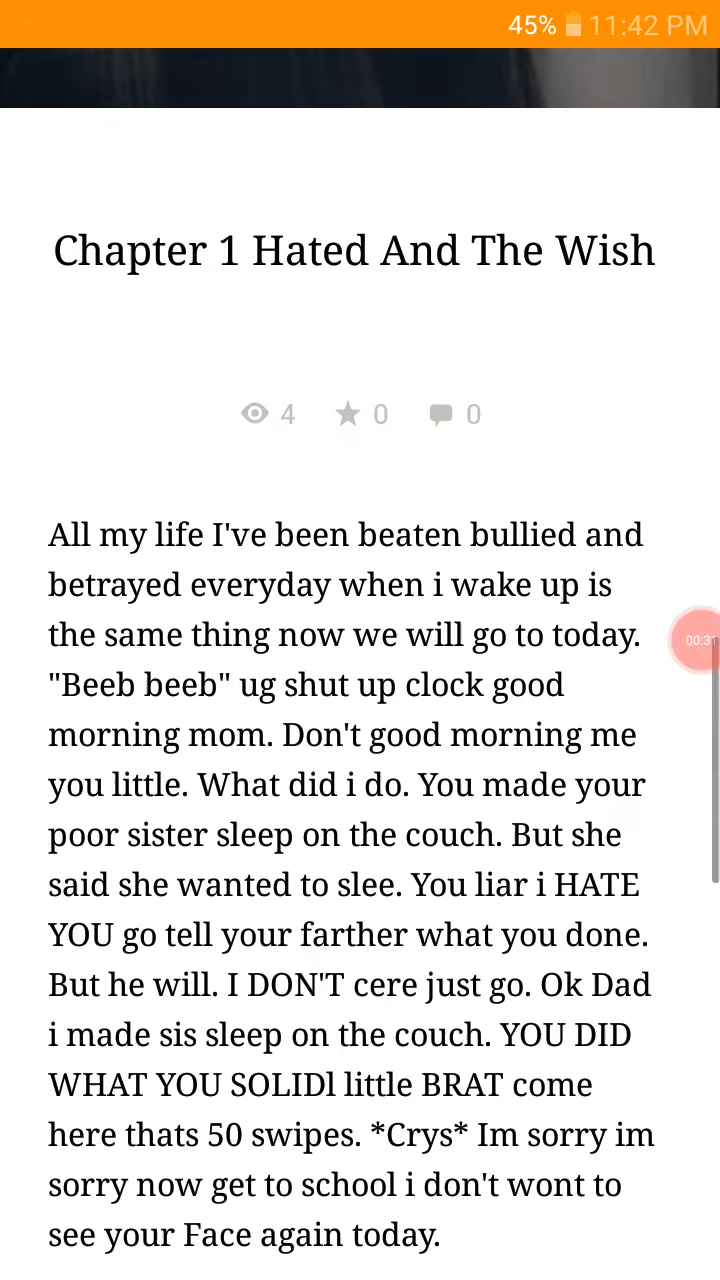 45% 11:42 PM
Chapter 1 Hated And The Wish
4 0 0
All my life I've been beaten bullied and
betrayed everyday when i wake up is
the same thing now we will go to today.
00:31
"Beeb beeb" ug shut up clock good
morning mom. Don't good morning me
you little. What did i do. You made your
poor sister sleep on the couch. But she
said she wanted to slee. You liar i HATE
YOU go tell your farther what you done.
But he will. I DON'T cere just go. Ok Dad
i made sis sleep on the couch. YOU DID
WHAT YOU SOLIDl little BRAT come
here thats 50 swipes. *Crys* Im sorry im
sorry now get to school i don't wont to
see your Face again today.